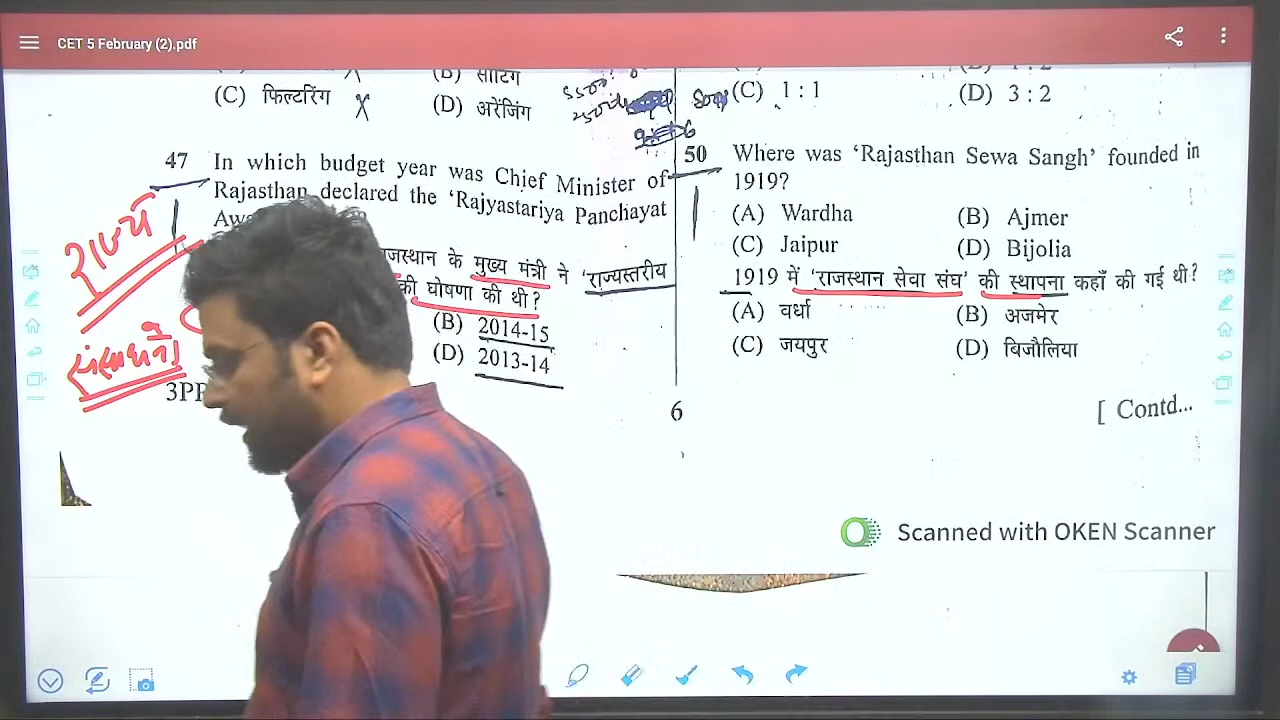 CET 5 February (2).pdf
(B) सॉर्टिंग
(C) फिल्टरिंग
(D) अरेंजिंग
47 In which budget year was Chief Minister of
Rajasthan declared the ‘Rajyastariya Panchayat
राजस्थान के मुख्य मंत्री ने ‘राज्यस्तरीय
की घोषणा की थी ?
(B) 2014-15
(D) 2013-14
राज्य
(C) 1 : 1
(D) 3 : 2
50 Where was ‘Rajasthan Sewa Sangh’ founded in
1919?
(A) Wardha
(B) Ajmer
(C) Jaipur
(D) Bijolia
1919 में ‘राजस्थान सेवा संघ’ की स्थापना कहाँ की गई थी ?
(A) वर्धा
(B) अजमेर
(C) जयपुर
(D) बिजौलिया
6
[ Contd...
Scanned with OKEN Scanner